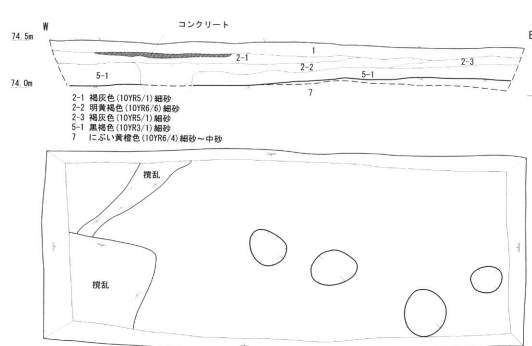 コンクリート
W
E
74.5m
74.0m
1
2-1
2-2
2-3
5-1
5-1
7
2-1 褐灰色(10YR5/1)細砂
2-2 明黄褐色(10YR6/6)細砂
2-3 褐灰色(10YR5/1)細砂
5-1 黒褐色(10YR3/1)細砂
7 にぶい黄橙色(10YR6/4)細砂～中砂
撹乱
撹乱